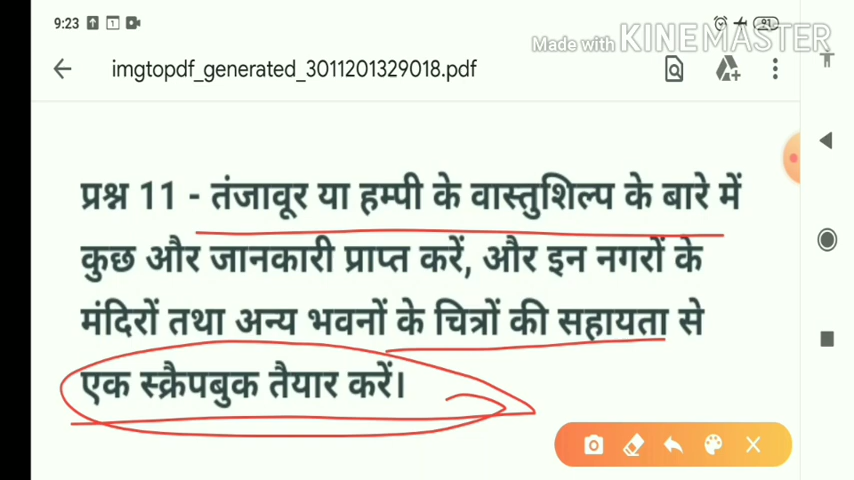 9:23
91
Made with KINEMASTER
imgtopdf_generated_3011201329018.pdf
प्रश्न 11 - तंजावूर या हम्पी के वास्तुशिल्प के बारे में
कुछ और जानकारी प्राप्त करें, और इन नगरों के
मंदिरों तथा अन्य भवनों के चित्रों की सहायता से
एक स्क्रैपबुक तैयार करें।